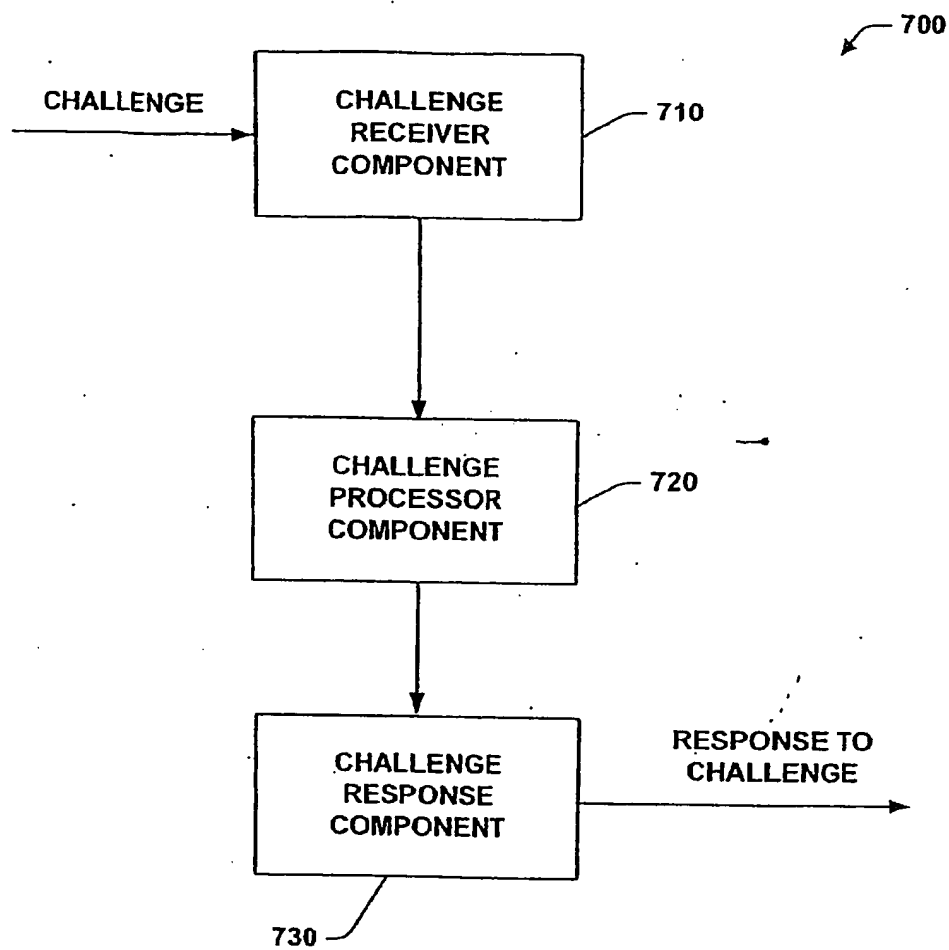 700
CHALLENGE
CHALLENGE
RECEIVER
COMPONENT
710
CHALLENGE
PROCESSOR
COMPONENT
720
CHALLENGE
RESPONSE
COMPONENT
RESPONSE TO
CHALLENGE
730